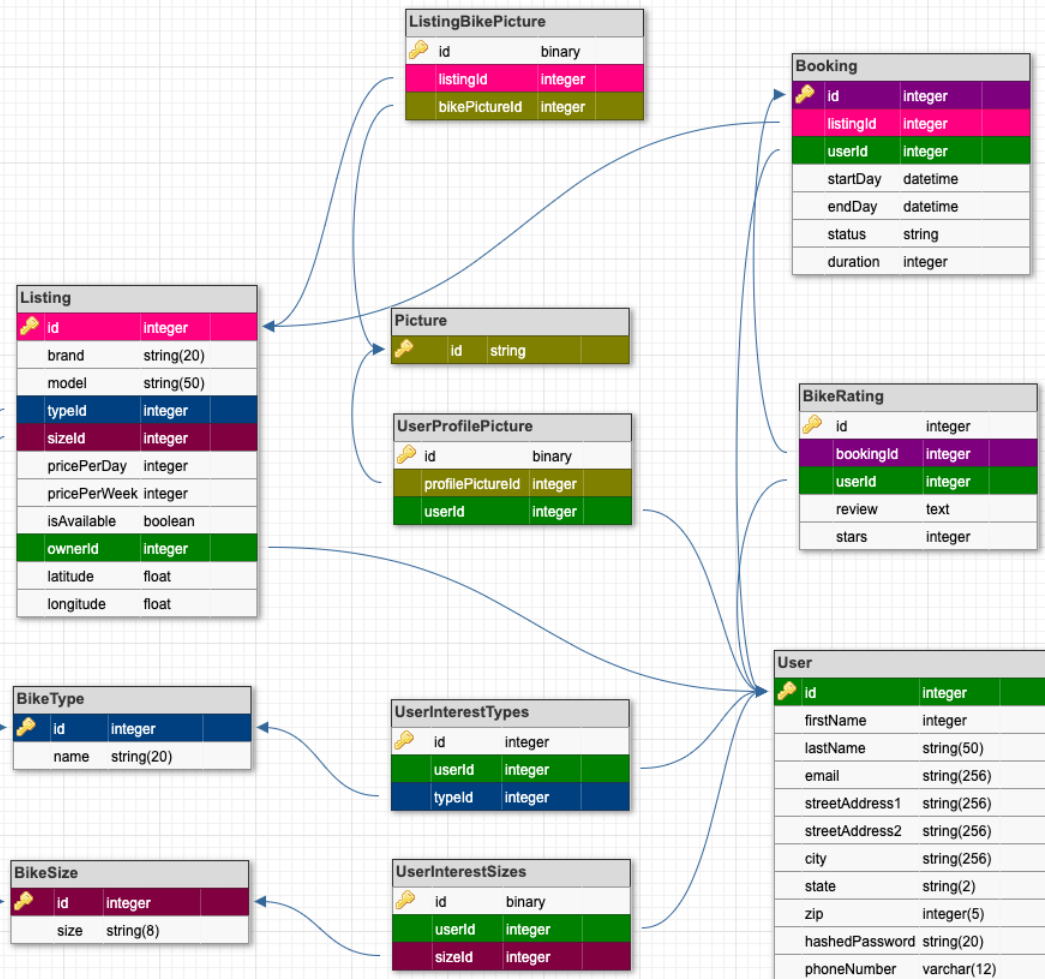 ListingBikePicture
id binary
listingId integer
bikePictureId integer
Booking
id integer
listingId integer
userId integer
startDay datetime
endDay datetime
status string
duration integer
Listing
id integer
brand string(20)
model string(50)
typeId integer
sizeId integer
pricePerDay integer
pricePerWeek integer
isAvailable boolean
ownerId integer
latitude float
longitude float
Picture
id string
UserProfilePicture
id binary
profilePictureId integer
userId integer
BikeRating
id integer
bookingId integer
userId integer
review text
stars integer
BikeType
id integer
name string(20)
UserInterestTypes
id integer
userId integer
typeId integer
User
id integer
firstName integer
lastName string(50)
email string(256)
streetAddress1 string(256)
streetAddress2 string(256)
city string(256)
state string(2)
zip integer(5)
hashedPassword string(20)
phoneNumber varchar(12)
BikeSize
id integer
size string(8)
UserInterestSizes
id binary
userId integer
sizeId integer